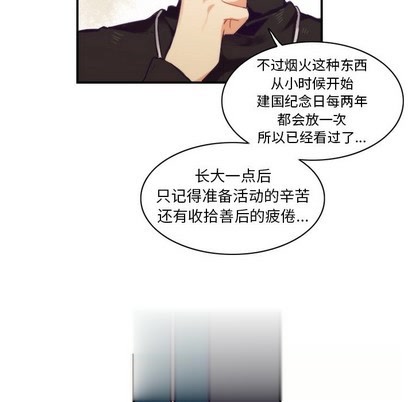 不过烟火这种东西
从小时候开始
建国纪念日每两年
都会放一次
所以已经看过了...
长大一点后
只记得准备活动的辛苦
还有收拾善后的疲倦...